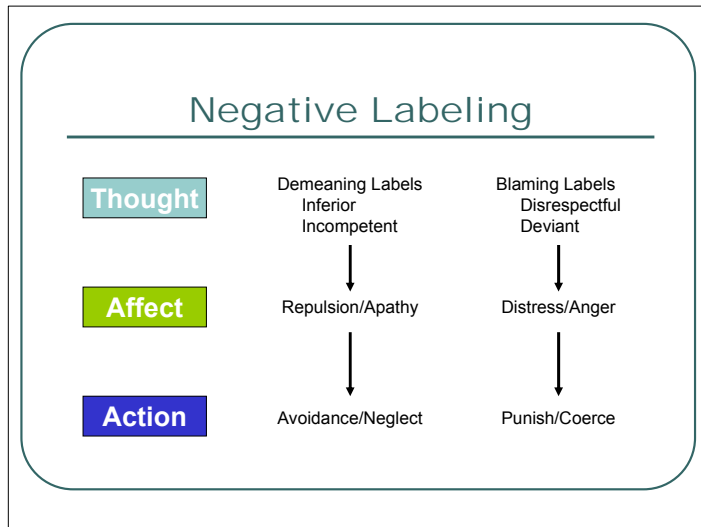 Negative Labeling
Thought
Demeaning Labels
Inferior
Incompetent
Blaming Labels
Disrespectful
Deviant
Affect
Repulsion/Apathy
Distress/Anger
Action
Avoidance/Neglect
Punish/Coerce